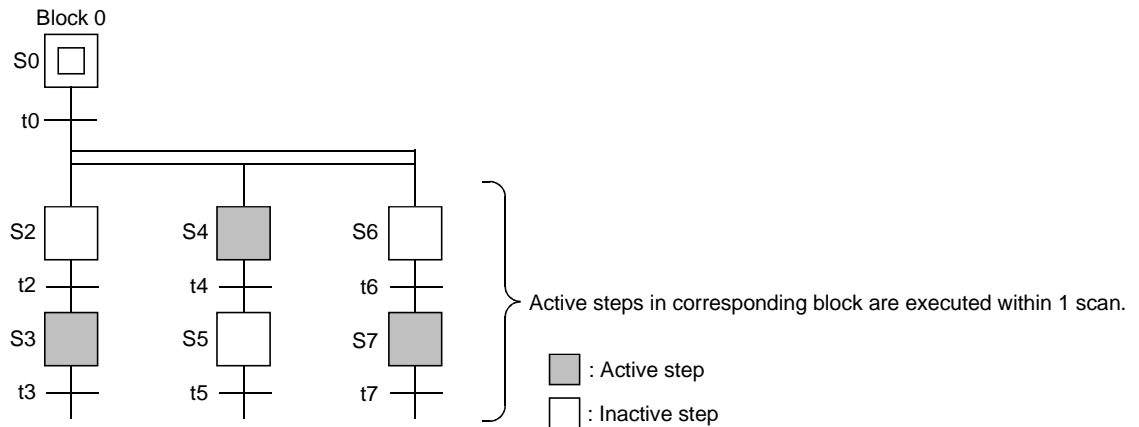 Block 0
S0
t0
S2 S4 S6
t2 t4 t6
Active steps in corresponding block are executed within 1 scan.
S3 S5 S7
: Active step
t3 t5 t7
: Inactive step